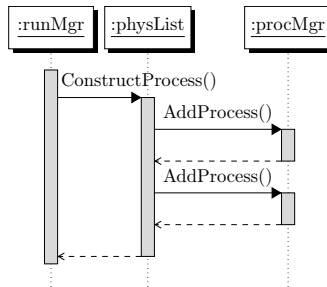 :runMgr
:physList
:procMgr
ConstructProcess()
AddProcess()
AddProcess()